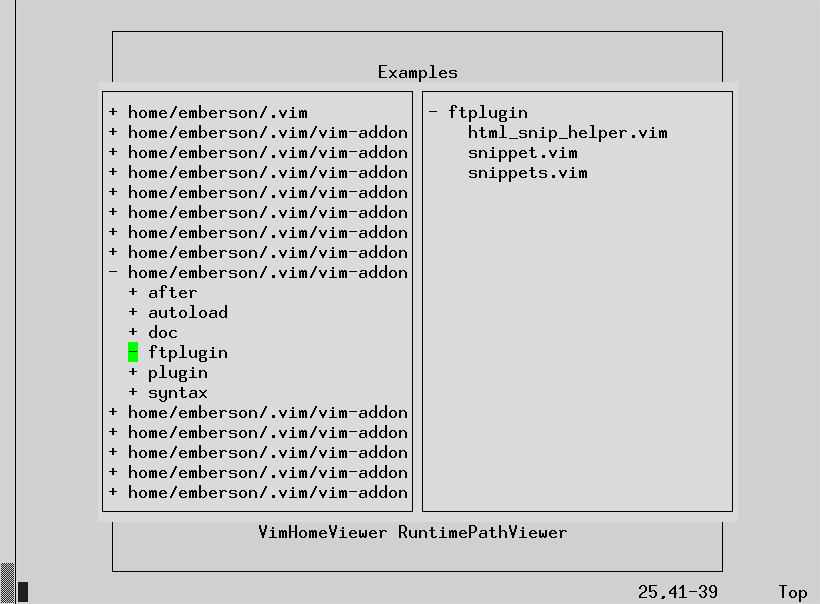 Examples
+ home/emberson/.vim
+ home/emberson/.vim/vim-addon
+ home/emberson/.vim/vim-addon
+ home/emberson/.vim/vim-addon
+ home/emberson/.vim/vim-addon
+ home/emberson/.vim/vim-addon
+ home/emberson/.vim/vim-addon
+ home/emberson/.vim/vim-addon
- home/emberson/.vim/vim-addon
+ after
+ autoload
+ doc
- ftplugin
+ plugin
+ syntax
+ home/emberson/.vim/vim-addon
+ home/emberson/.vim/vim-addon
+ home/emberson/.vim/vim-addon
+ home/emberson/.vim/vim-addon
+ home/emberson/.vim/vim-addon
- ftplugin
html_snip_helper.vim
snippet.vim
snippets.vim
VimHomeViewer RuntimePathViewer
25,41-39 Top